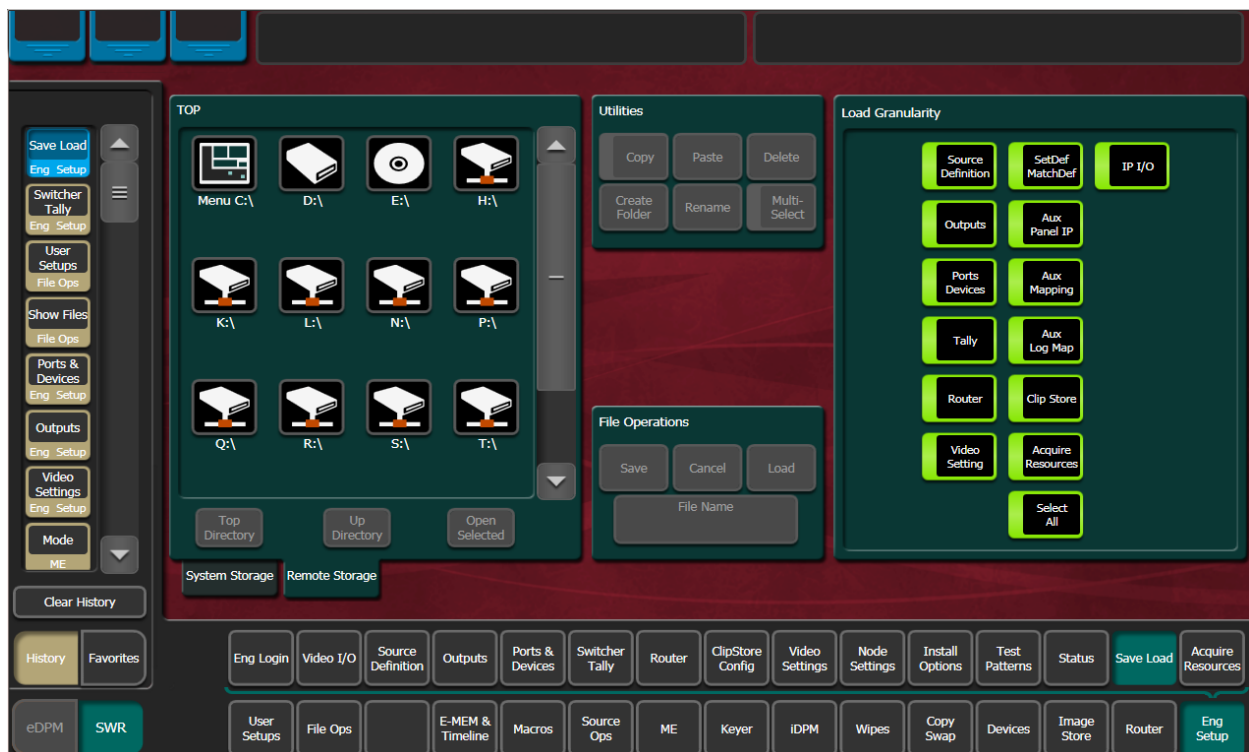 Save Load
Eng Setup
Switcher
Tally
Eng Setup
User
Setups
File Ops
Show Files
File Ops
Ports &
Devices
Eng Setup
Outputs
Eng Setup
Video
Settings
Eng Setup
Mode
ME
Clear History
History
Favorites
eDPM
SWR
TOP
Menu C:\
D:\
E:\
H:\
K:\
L:\
N:\
P:\
Q:\
R:\
S:\
T:\
Top
Directory
Up
Directory
Open
Selected
System Storage
Remote Storage
Utilities
Copy
Paste
Delete
Create
Folder
Rename
Multi-
Select
File Operations
Save
Cancel
Load
File Name
Load Granularity
Source
Definition
SetDef
MatchDef
IP I/O
Outputs
Aux
Panel IP
Ports
Devices
Aux
Mapping
Tally
Aux
Log Map
Router
Clip Store
Video
Setting
Acquire
Resources
Select
All
Eng Login
Video I/O
Source
Definition
Outputs
Ports &
Devices
Switcher
Tally
Router
ClipStore
Config
Video
Settings
Node
Settings
Install
Options
Test
Patterns
Status
Save Load
Acquire
Resources
User
Setups
File Ops
E-MEM &
Timeline
Macros
Source
Ops
ME
Keyer
iDPM
Wipes
Copy
Swap
Devices
Image
Store
Router
Eng
Setup